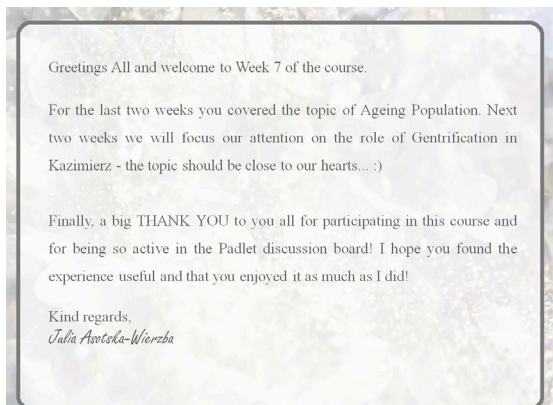 Greetings All and welcome to Week 7 of the course.
For the last two weeks you covered the topic of Ageing Population. Next
two weeks we will focus our attention on the role of Gentrification in
Kazimierz - the topic should be close to our hearts... :)
Finally, a big THANK YOU to you all for participating in this course and
for being so active in the Padlet discussion board! I hope you found the
experience useful and that you enjoyed it as much as I did!
Kind regards,
Julia Asotska-Wierzba